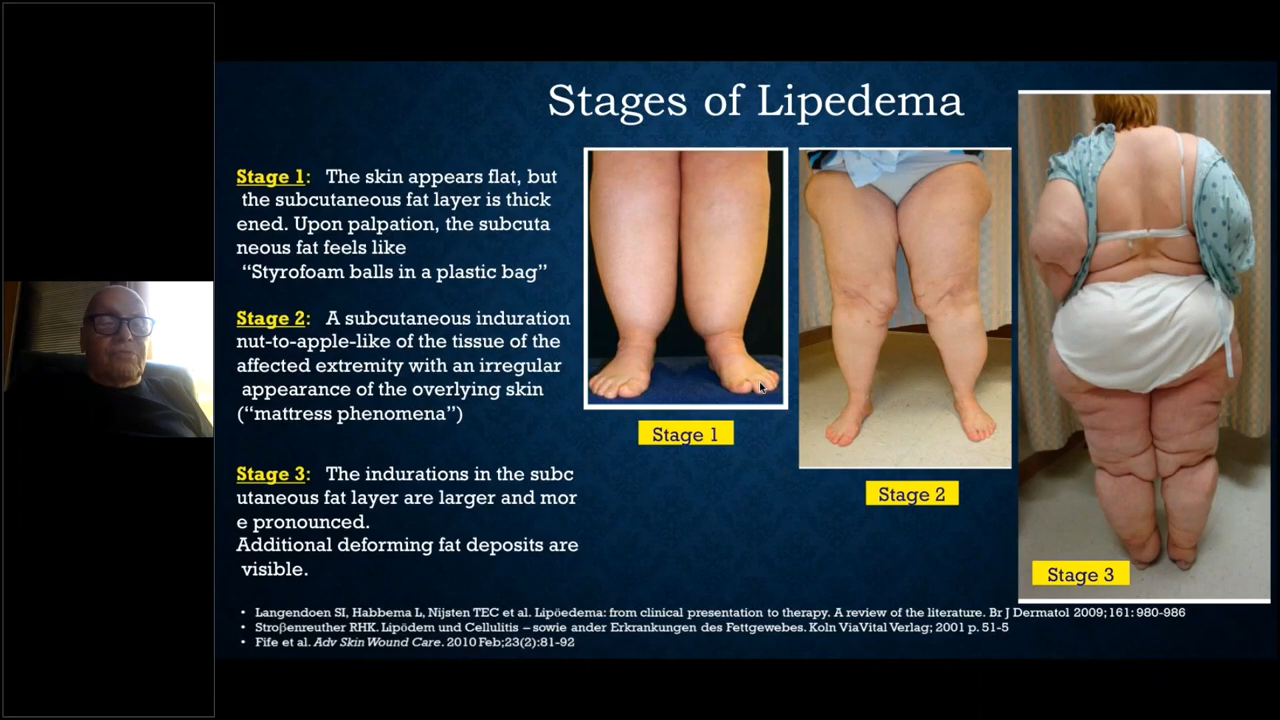 Stages of Lipedema
Stage 1: The skin appears flat, but
the subcutaneous fat layer is thick
ened. Upon palpation, the subcuta
neous fat feels like
“Styrofoam balls in a plastic bag”
Stage 2: A subcutaneous induration
nut-to-apple-like of the tissue of the
affected extremity with an irregular
appearance of the overlying skin
(“mattress phenomena”)
Stage 3: The indurations in the subc
utaneous fat layer are larger and mor
e pronounced.
Additional deforming fat deposits are
visible.
Stage 1
Stage 2
Stage 3
• Langendoen SI, Habbema L, Nijsten TEC et al. Lipöedema: from clinical presentation to therapy. A review of the literature. Br J Dermatol 2009;161:980-986
• Stroβenreuther RHK. Lipödem und Cellulitis – sowie ander Erkrankungen des Fettgewebes. Koln ViaVital Verlag; 2001 p. 51-5
• Fife et al. Adv Skin Wound Care. 2010 Feb;23(2):81-92